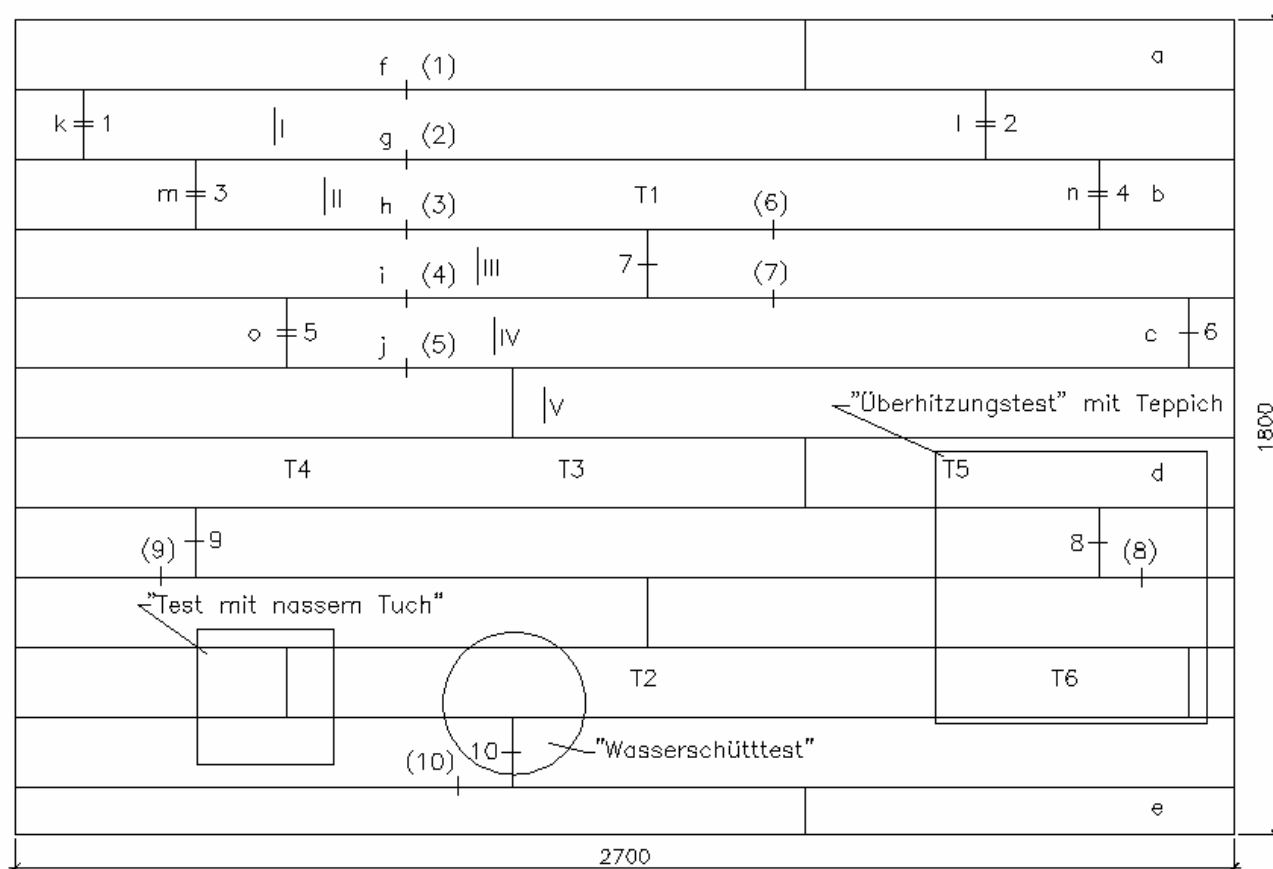 f (1) a
k 1 I g (2) l 2
m 3 II h (3) T1 (6) n 4 b
i (4) III 7 (7)
o 5 j (5) IV c 6
V "Überhitzungstest" mit Teppich
1800
T4 T3 T5 d
(9) 9 8 (8)
"Test mit nassem Tuch"
T2 T6
(10) 10 "Wasserschütttest"
e
2700